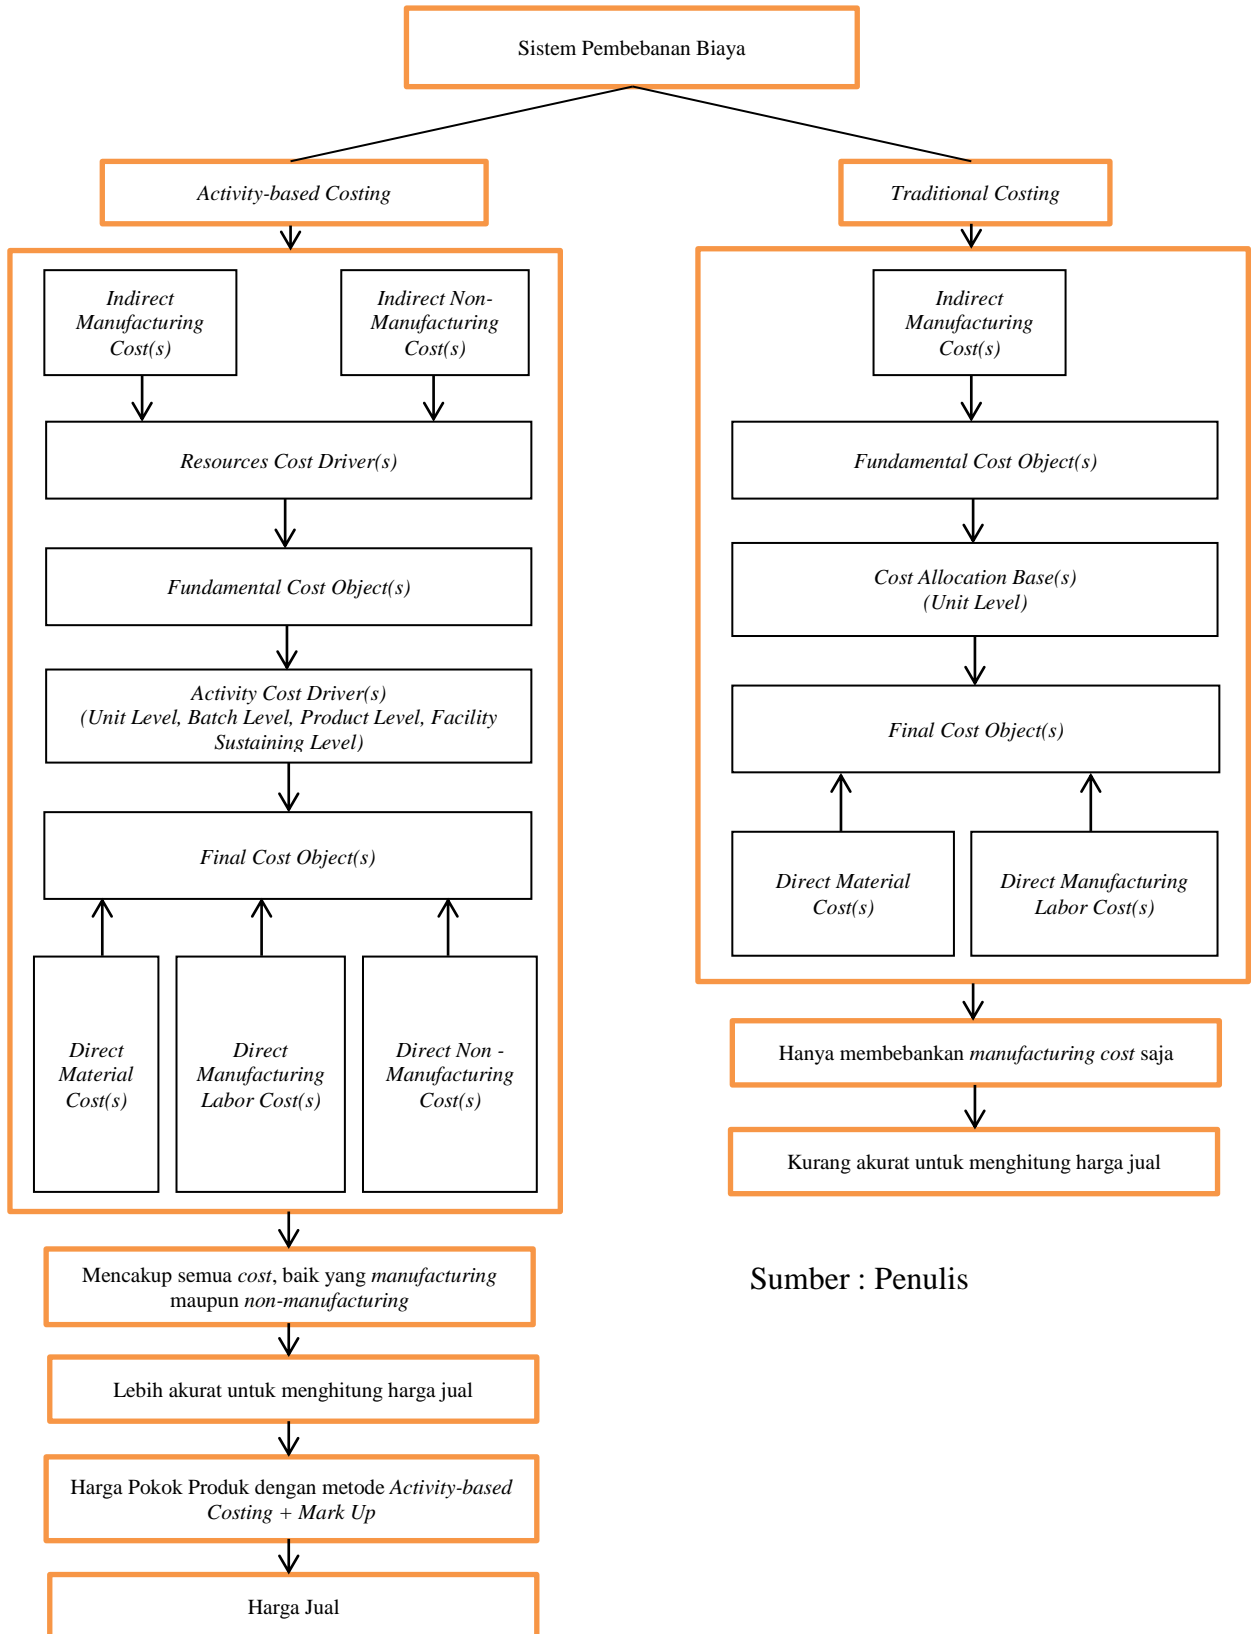 Sistem Pembebanan Biaya
Activity-based Costing
Traditional Costing
Indirect
Manufacturing
Cost(s)
Indirect Non-
Manufacturing
Cost(s)
Resources Cost Driver(s)
Fundamental Cost Object(s)
Activity Cost Driver(s)
(Unit Level, Batch Level, Product Level, Facility
Sustaining Level)
Final Cost Object(s)
Direct
Material
Cost(s)
Direct
Manufacturing
Labor Cost(s)
Direct Non -
Manufacturing
Cost(s)
Mencakup semua cost, baik yang manufacturing
maupun non-manufacturing
Lebih akurat untuk menghitung harga jual
Harga Pokok Produk dengan metode Activity-based
Costing + Mark Up
Harga Jual
Indirect
Manufacturing
Cost(s)
Fundamental Cost Object(s)
Cost Allocation Base(s)
(Unit Level)
Final Cost Object(s)
Direct Material
Cost(s)
Direct Manufacturing
Labor Cost(s)
Hanya membebankan manufacturing cost saja
Kurang akurat untuk menghitung harga jual
Sumber : Penulis